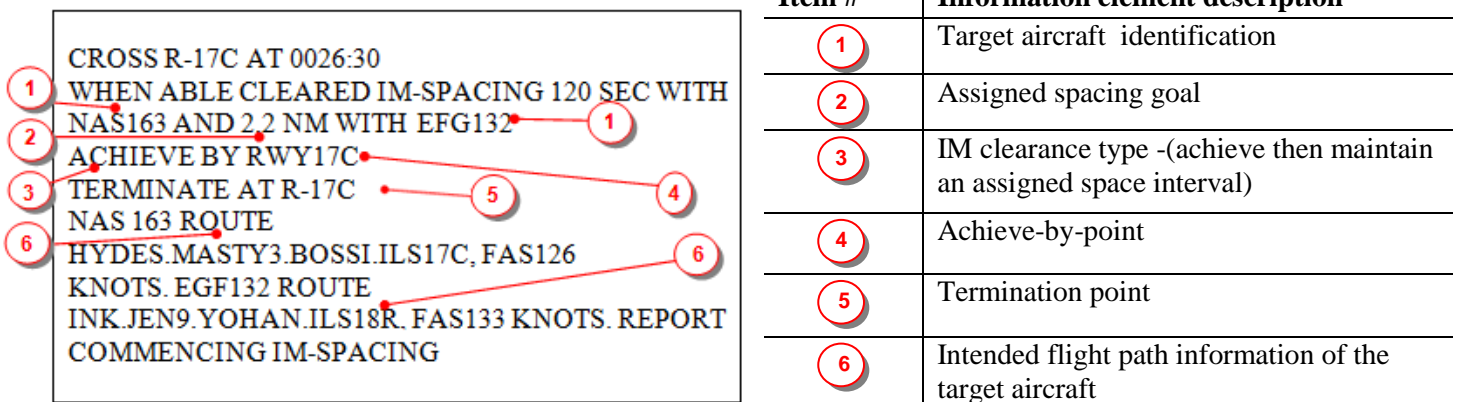 Item # Information element description
CROSS R-17C AT 0026:30
WHEN ABLE CLEARED IM-SPACING 120 SEC WITH
NAS163 AND 2.2 NM WITH EFG132
ACHIEVE BY RWY17C
TERMINATE AT R-17C
NAS 163 ROUTE
HYDES.MASTY3.BOSSI.ILS17C, FAS126
KNOTS. EGF132 ROUTE
INK.JEN9.YOHAN.ILS18R, FAS133 KNOTS. REPORT
COMMENCING IM-SPACING
1
1
2
3
4
5
6
6
1 Target aircraft identification
2 Assigned spacing goal
3 IM clearance type -(achieve then maintain
an assigned space interval)
4 Achieve-by-point
5 Termination point
6 Intended flight path information of the
target aircraft